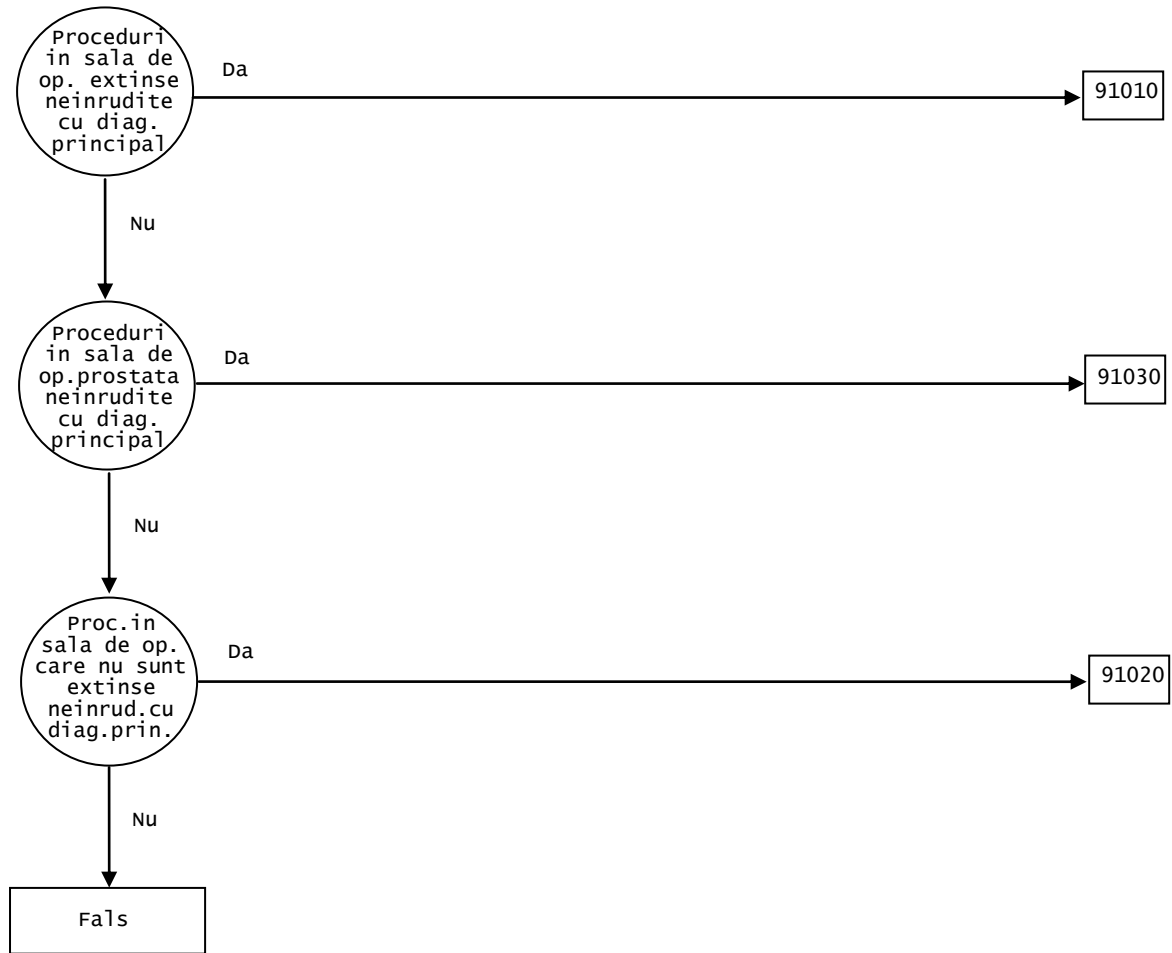 Proceduri
in sala de
op. extinse
neinrudite
cu diag.
principal
Da
91010
Nu
Proceduri
in sala de
op.prostata
neinrudite
cu diag.
principal
Da
91030
Nu
Proc.in
sala de op.
care nu sunt
extinse
neinrud.cu
diag.prin.
Da
91020
Nu
Fals